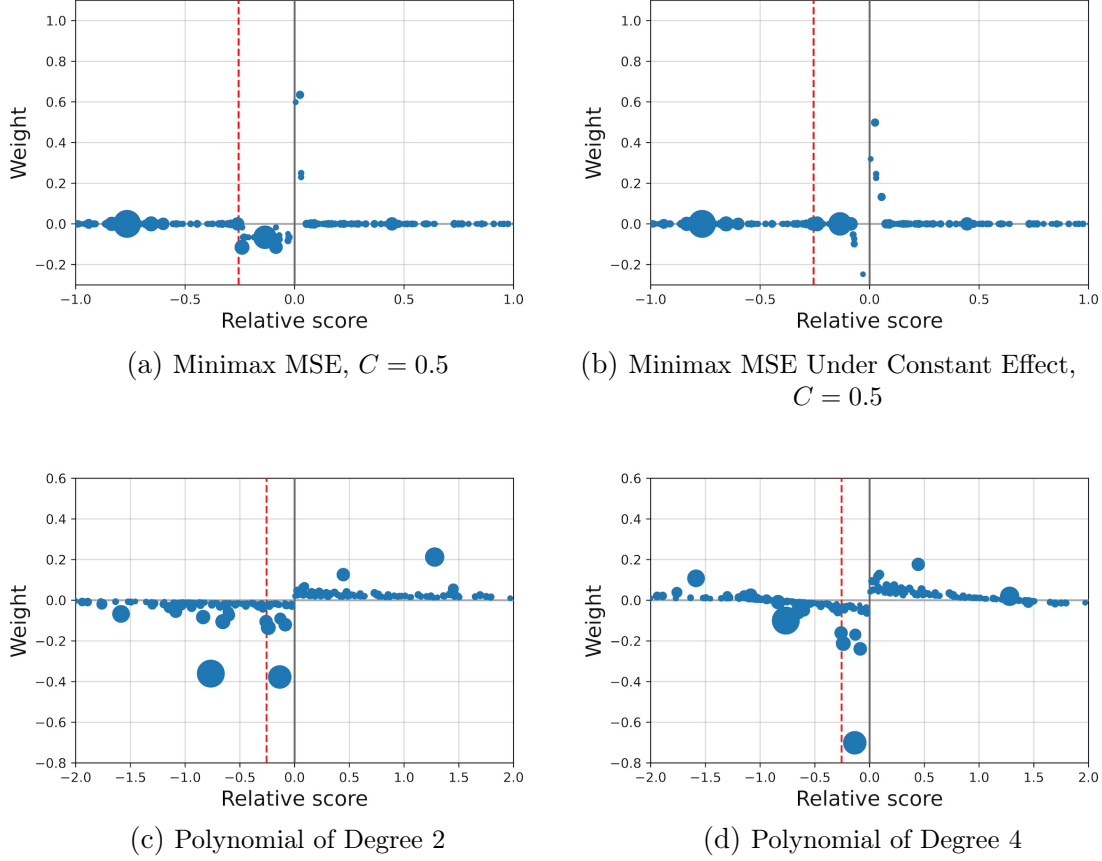 1.0
0.8
0.6
0.4
0.2
0.0
−0.2
Weight
−1.0 −0.5 0.0 0.5 1.0
Relative score
(a) Minimax MSE, C = 0.5
1.0
0.8
0.6
0.4
0.2
0.0
−0.2
Weight
−1.0 −0.5 0.0 0.5 1.0
Relative score
(b) Minimax MSE Under Constant Effect,
C = 0.5
0.6
0.4
0.2
0.0
−0.2
−0.4
−0.6
−0.8
Weight
−2.0 −1.5 −1.0 −0.5 0.0 0.5 1.0 1.5 2.0
Relative score
(c) Polynomial of Degree 2
0.6
0.4
0.2
0.0
−0.2
−0.4
−0.6
−0.8
Weight
−2.0 −1.5 −1.0 −0.5 0.0 0.5 1.0 1.5 2.0
Relative score
(d) Polynomial of Degree 4